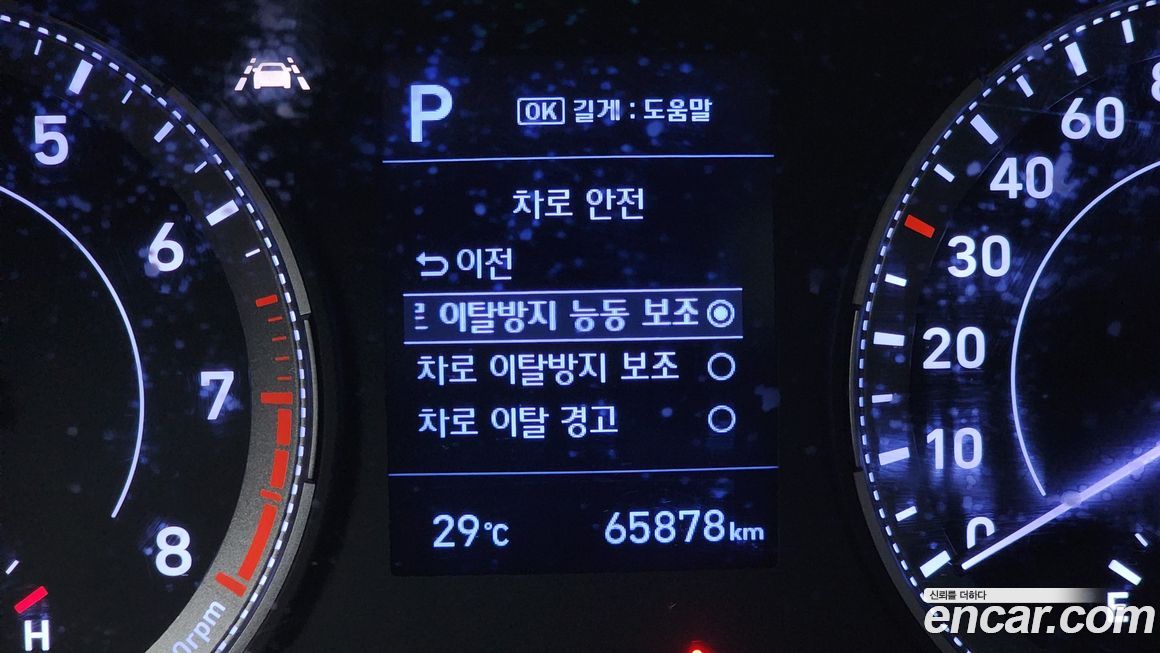 P
OK 길게 : 도움말
차로 안전
이전
이탈방지 능동 보조
차로 이탈방지 보조
차로 이탈 경고
29℃
65878km
5
6
7
8
H
60
40
30
20
10
0
E
신뢰를 더하다
encar.com